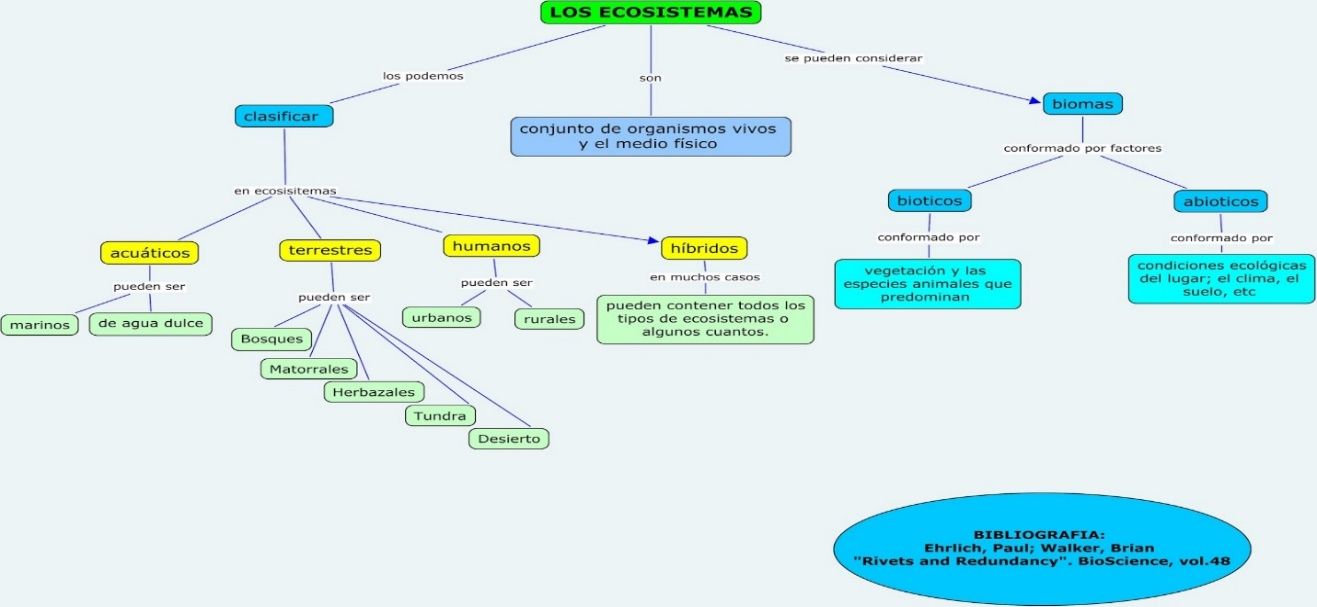 LOS ECOSISTEMAS
los podemos
son
se pueden considerar
clasificar
conjunto de organismos vivos
y el medio físico
biomas
conformado por factores
en ecosisitemas
bioticos
abioticos
acuáticos
terrestres
humanos
híbridos
conformado por
conformado por
pueden ser
pueden ser
pueden ser
en muchos casos
vegetación y las
especies animales que
predominan
condiciones ecológicas
del lugar; el clima, el
suelo, etc
marinos
de agua dulce
Bosques
Matorrales
Herbazales
Tundra
Desierto
urbanos
rurales
pueden contener todos los
tipos de ecosistemas o
algunos cuantos.
BIBLIOGRAFIA:
Ehrlich, Paul; Walker, Brian
"Rivets and Redundancy". BioScience, vol.48